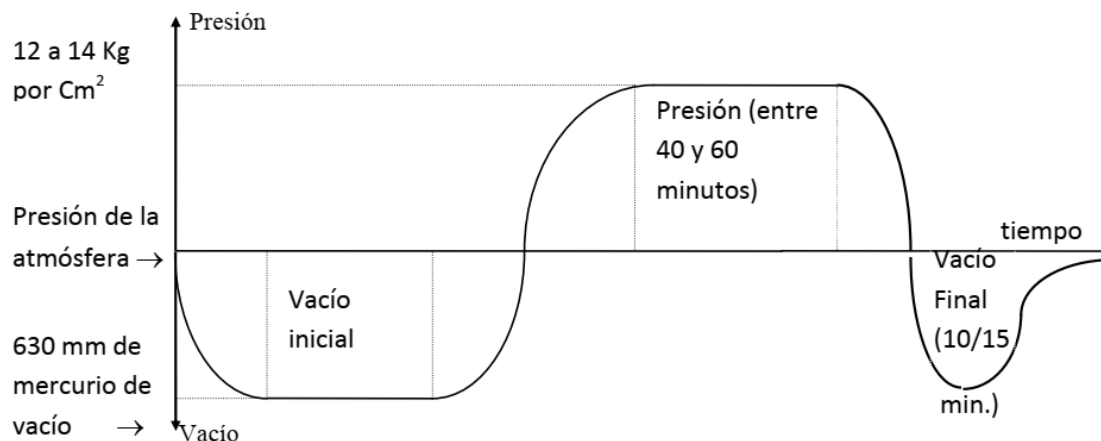 Presión
12 a 14 Kg
por Cm²
Presión (entre
40 y 60
minutos)
Presión de la
atmósfera →
tiempo
Vacío
inicial
Vacío
Final
(10/15
min.)
630 mm de
mercurio de
vacío →
Vacío